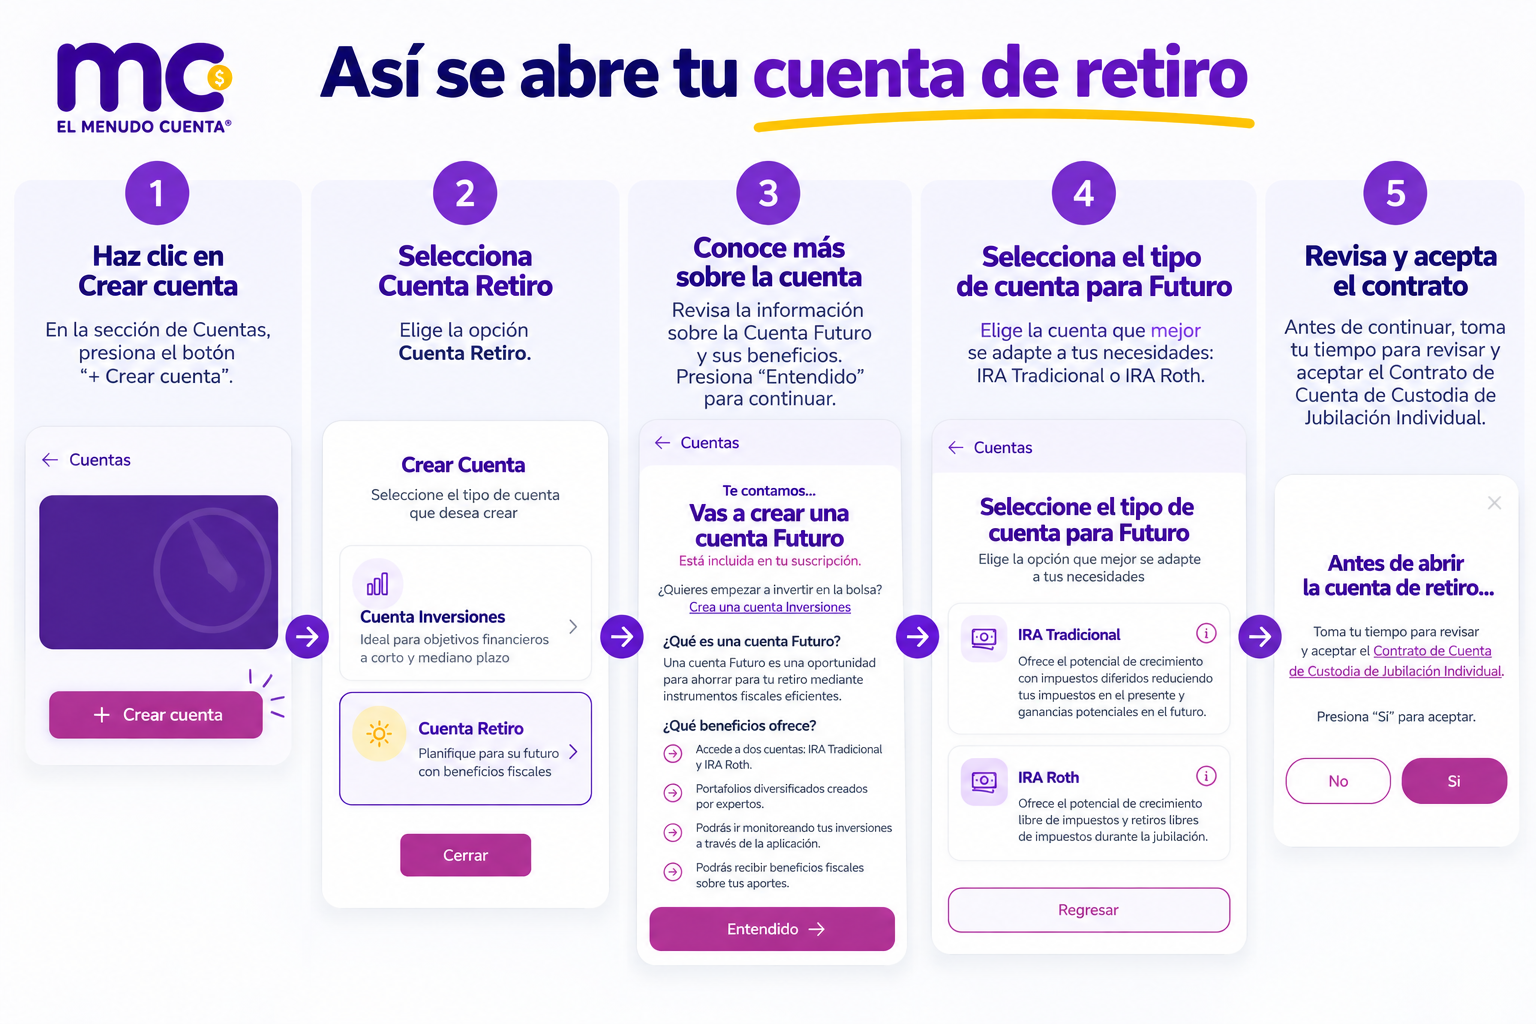 mc
$
EL MENUDO CUENTA®
Así se abre tu cuenta de retiro
1
Haz clic en
Crear cuenta
En la sección de Cuentas,
presiona el botón
“+ Crear cuenta”.
← Cuentas
+ Crear cuenta
2
Selecciona
Cuenta Retiro
Elige la opción
Cuenta Retiro.
Crear Cuenta
Seleccione el tipo de cuenta
que desea crear
Cuenta Inversiones
Ideal para objetivos financieros
a corto y mediano plazo
Cuenta Retiro
Planifique para su futuro
con beneficios fiscales
Cerrar
3
Conoce más
sobre la cuenta
Revisa la información
sobre la Cuenta Futuro
y sus beneficios.
Presiona “Entendido”
para continuar.
← Cuentas
Te contamos...
Vas a crear una
cuenta Futuro
Está incluida en tu suscripción.
¿Quieres empezar a invertir en la bolsa?
Crea una cuenta Inversiones
¿Qué es una cuenta Futuro?
Una cuenta Futuro es una oportunidad
para ahorrar para tu retiro mediante
instrumentos fiscales eficientes.
¿Qué beneficios ofrece?
Accede a dos cuentas: IRA Tradicional
y IRA Roth.
Portafolios diversificados creados
por expertos.
Podrás ir monitoreando tus inversiones
a través de la aplicación.
Podrás recibir beneficios fiscales
sobre tus aportes.
Entendido →
4
Selecciona el tipo
de cuenta para Futuro
Elige la cuenta que mejor
se adapte a tus necesidades:
IRA Tradicional o IRA Roth.
← Cuentas
Seleccione el tipo de
cuenta para Futuro
Elige la opción que mejor se adapte
a tus necesidades
IRA Tradicional
Ofrece el potencial de crecimiento
con impuestos diferidos reduciendo
tus impuestos en el presente y
ganancias potenciales en el futuro.
IRA Roth
Ofrece el potencial de crecimiento
libre de impuestos y retiros libres
de impuestos durante la jubilación.
Regresar
5
Revisa y acepta
el contrato
Antes de continuar, toma
tu tiempo para revisar y
aceptar el Contrato de
Cuenta de Custodia de
Jubilación Individual.
Antes de abrir
la cuenta de retiro...
Toma tu tiempo para revisar
y aceptar el Contrato de Cuenta
de Custodia de Jubilación Individual.
Presiona “Sí” para aceptar.
No
Si